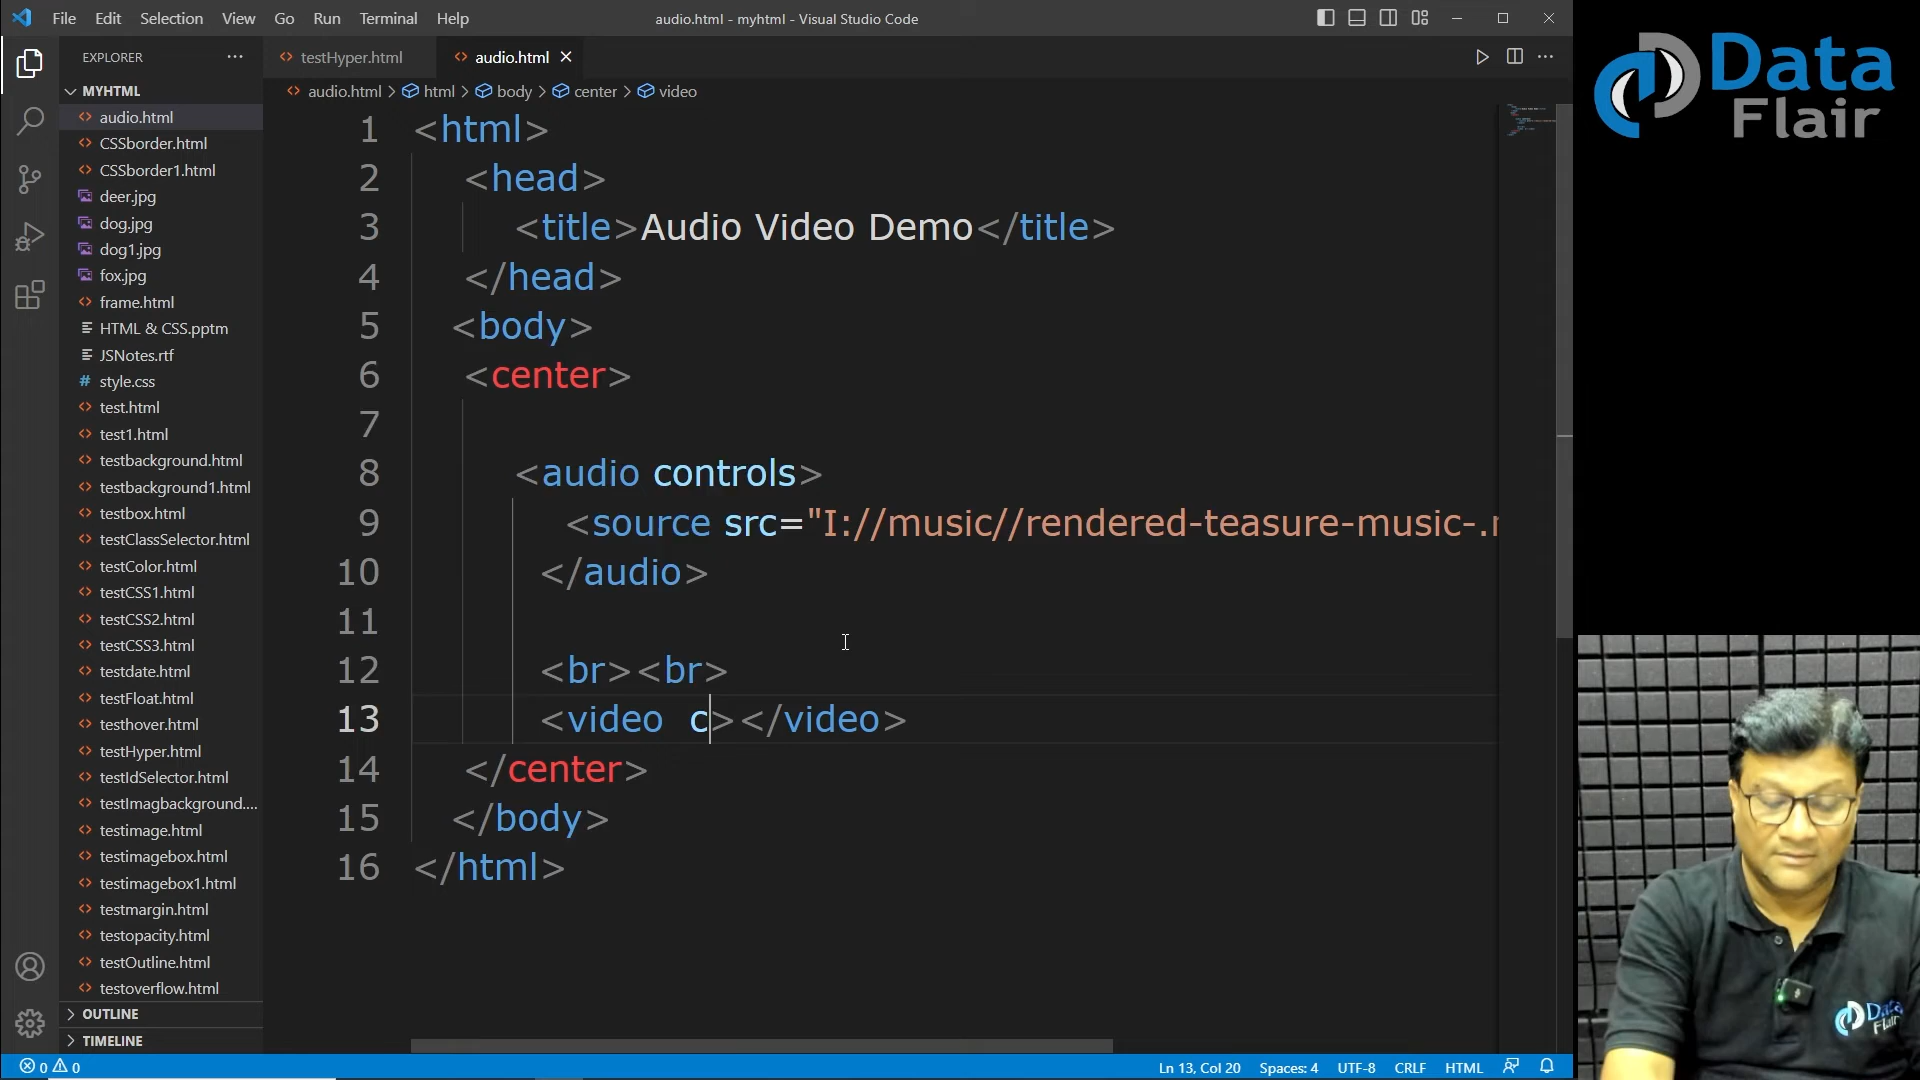 File Edit Selection View Go Run Terminal Help
audio.html - myhtml - Visual Studio Code
EXPLORER
testHyper.html
audio.html
audio.html > html > body > center > video
MYHTML
audio.html
CSSborder.html
CSSborder1.html
deer.jpg
dog.jpg
dog1.jpg
fox.jpg
frame.html
HTML & CSS.pptm
JSNotes.rtf
style.css
test.html
test1.html
testbackground.html
testbackground1.html
testbox.html
testClassSelector.html
testColor.html
testCSS1.html
testCSS2.html
testCSS3.html
testdate.html
testFloat.html
testhover.html
testHyper.html
testIdSelector.html
testImagbackground....
testimage.html
testimagebox.html
testimagebox1.html
testmargin.html
testopacity.html
testOutline.html
testoverflow.html
OUTLINE
TIMELINE
1 <html>
2 <head>
3 <title>Audio Video Demo</title>
4 </head>
5 <body>
6 <center>
7
8 <audio controls>
9 <source src="I://music//rendered-teasure-music-.
10 </audio>
11
12 <br><br>
13 <video c></video>
14 </center>
15 </body>
16 </html>
0 0
Ln 13, Col 20 Spaces: 4 UTF-8 CRLF HTML
Data
Flair
Data
Flair